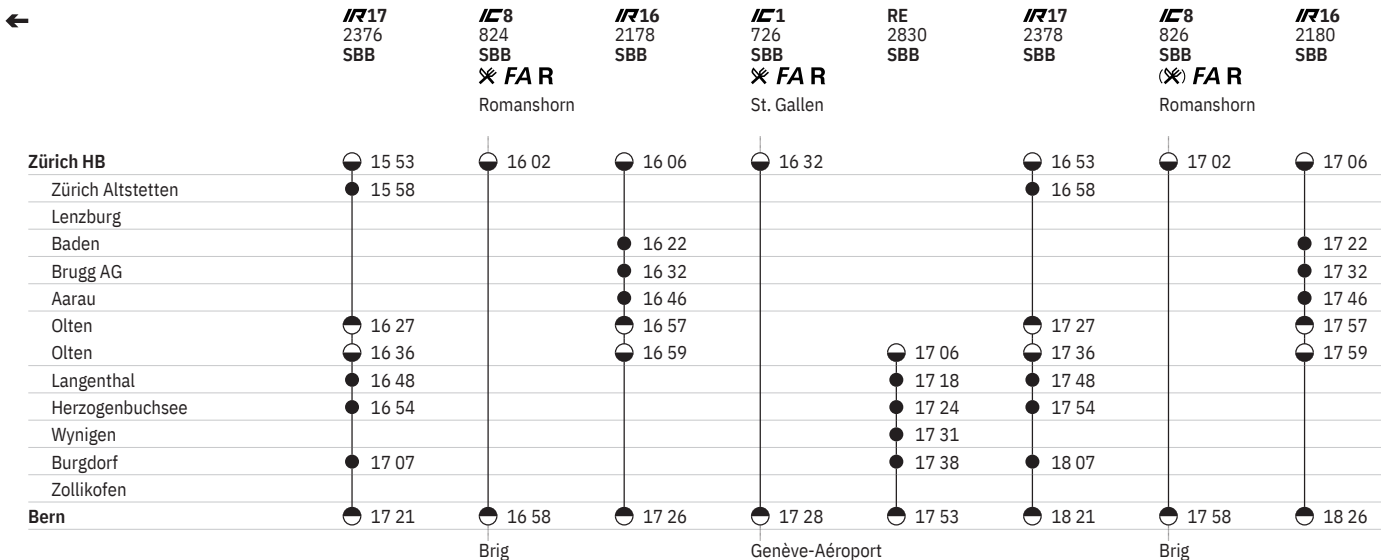 IR17 IC8 IR16 IC1 RE IR17 IC8 IR16
2376 824 2178 726 2830 2378 826 2180
SBB SBB SBB SBB SBB SBB SBB SBB
FA R FA R ( ) FA R
Romanshorn St. Gallen Romanshorn
Zürich HB 15 53 16 02 16 06 16 32 16 53 17 02 17 06
Zürich Altstetten 15 58 16 58
Lenzburg
Baden 16 22 17 22
Brugg AG 16 32 17 32
Aarau 16 46 17 46
Olten 16 27 16 57 17 27 17 57
Olten 16 36 16 59 17 06 17 36 17 59
Langenthal 16 48 17 18 17 48
Herzogenbuchsee 16 54 17 24 17 54
Wynigen 17 31
Burgdorf 17 07 17 38 18 07
Zollikofen
Bern 17 21 16 58 17 26 17 28 17 53 18 21 17 58 18 26
Brig Genève-Aéroport Brig